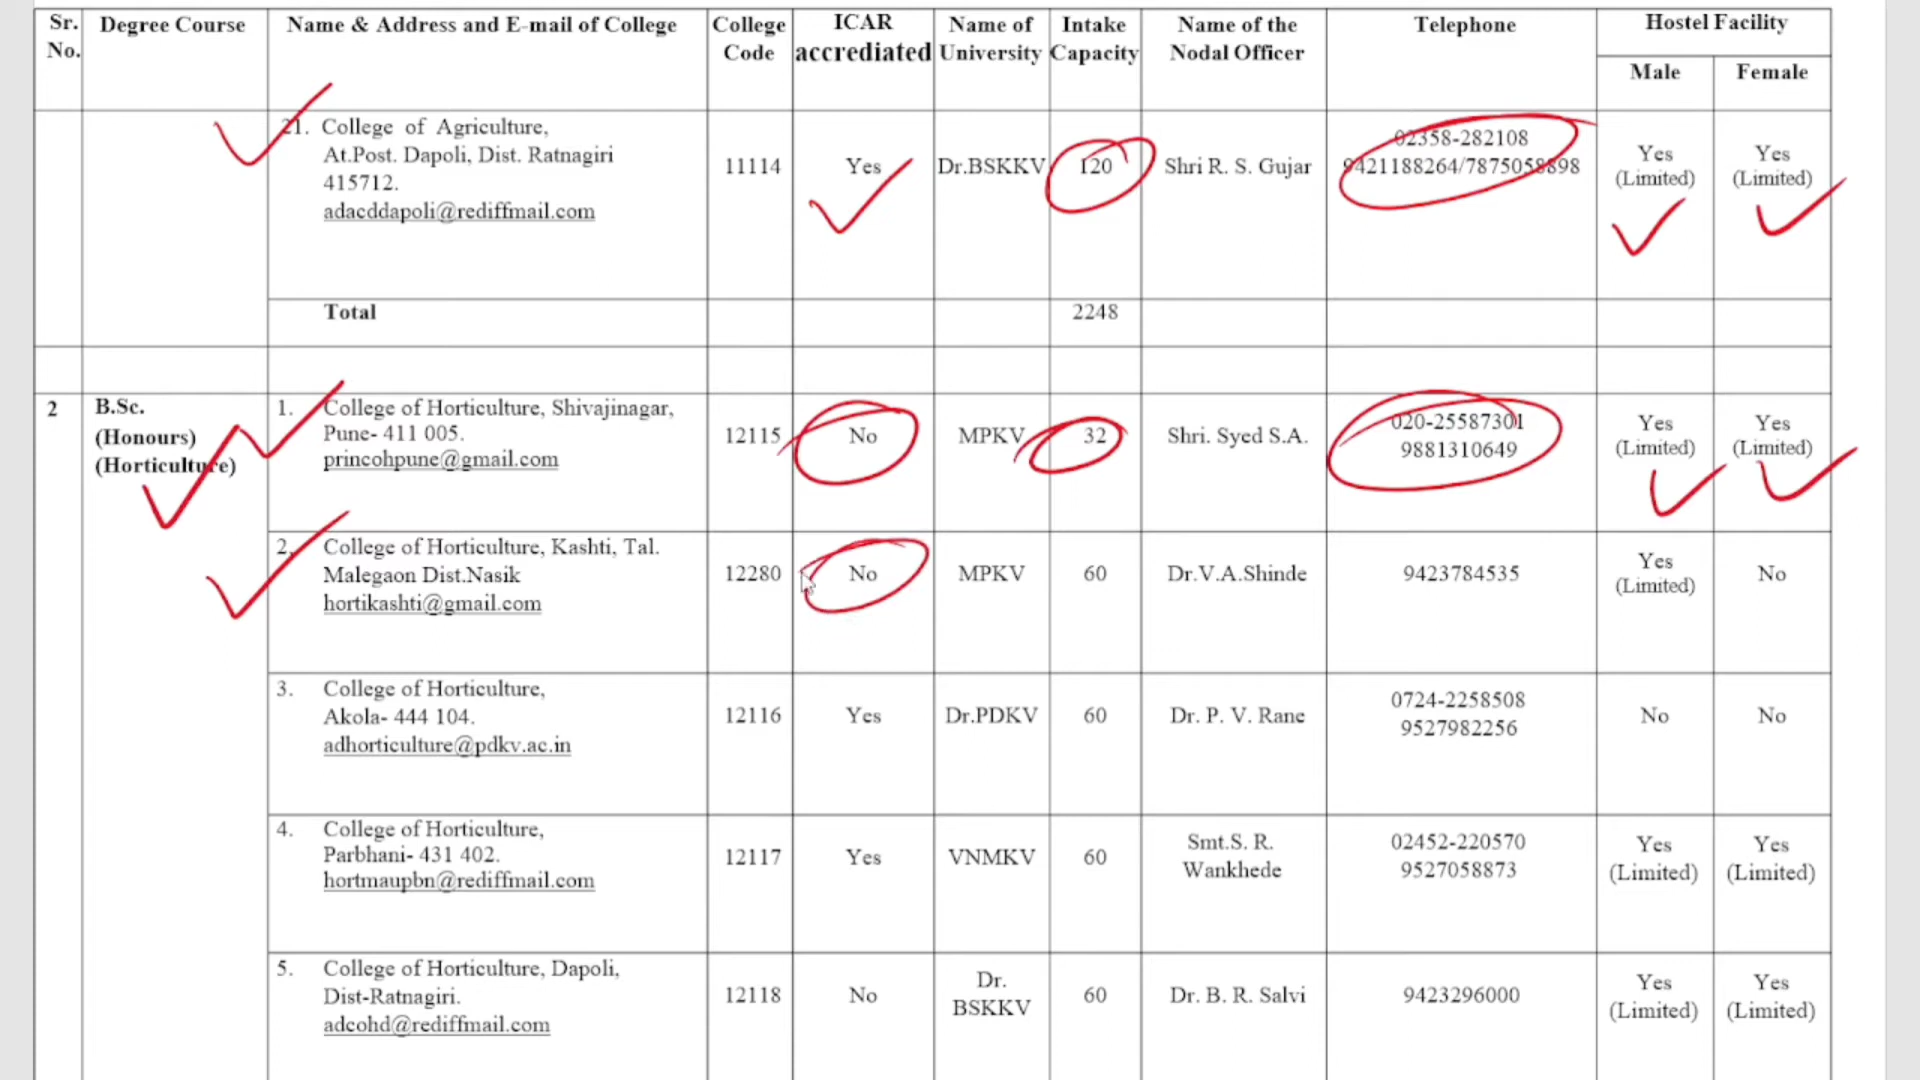 Sr. No. Degree Course Name & Address and E-mail of College College Code ICAR accrediated Name of University Intake Capacity Name of the Nodal Officer Telephone Hostel Facility
Male Female
21. College of Agriculture,
At.Post. Dapoli, Dist. Ratnagiri
415712.
adacddapoli@rediffmail.com
11114
Yes
Dr.BSKKV
120
Shri R. S. Gujar
02358-282108
9421188264/7875058898
Yes
(Limited)
Yes
(Limited)
Total 2248
2
B.Sc.
(Honours)
(Horticulture)
1. College of Horticulture, Shivajinagar,
Pune- 411 005.
princohpune@gmail.com
12115
No
MPKV
32
Shri. Syed S.A.
020-25587301
9881310649
Yes
(Limited)
Yes
(Limited)
2. College of Horticulture, Kashti, Tal.
Malegaon Dist.Nasik
hortikashti@gmail.com
12280
No
MPKV
60
Dr.V.A.Shinde
9423784535
Yes
(Limited)
No
3. College of Horticulture,
Akola- 444 104.
adhorticulture@pdkv.ac.in
12116
Yes
Dr.PDKV
60
Dr. P. V. Rane
0724-2258508
9527982256
No
No
4. College of Horticulture,
Parbhani- 431 402.
hortmaupbn@rediffmail.com
12117
Yes
VNMKV
60
Smt.S. R.
Wankhede
02452-220570
9527058873
Yes
(Limited)
Yes
(Limited)
5. College of Horticulture, Dapoli,
Dist-Ratnagiri.
adcohd@rediffmail.com
12118
No
Dr.
BSKKV
60
Dr. B. R. Salvi
9423296000
Yes
(Limited)
Yes
(Limited)